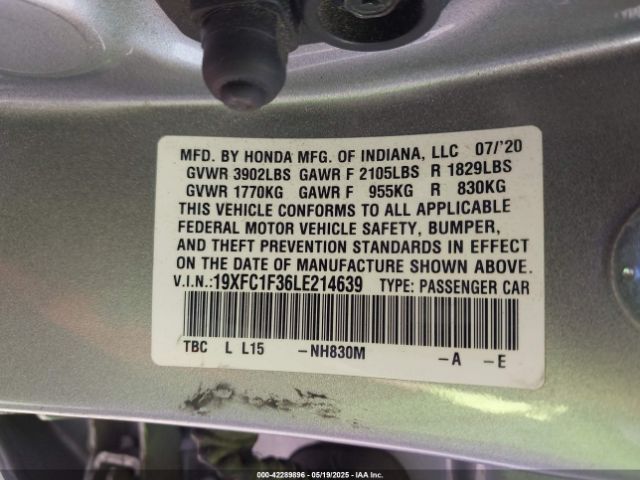 MFD. BY HONDA MFG. OF INDIANA, LLC 07/'20
GVWR 3902LBS GAWR F 2105LBS R 1829LBS
GVWR 1770KG GAWR F 955KG R 830KG
THIS VEHICLE CONFORMS TO ALL APPLICABLE
FEDERAL MOTOR VEHICLE SAFETY, BUMPER,
AND THEFT PREVENTION STANDARDS IN EFFECT
ON THE DATE OF MANUFACTURE SHOWN ABOVE.
V.I.N.:19XFC1F36LE214639 TYPE: PASSENGER CAR
TBC L L15 -NH830M -A -E
000-42289896 - 05/19/2025 - IAA Inc.